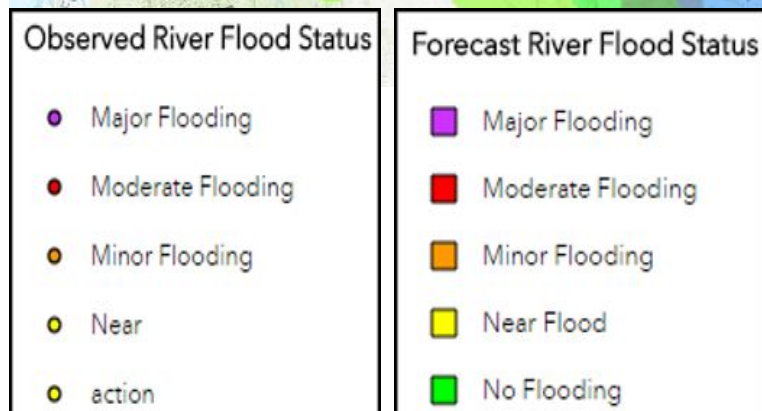 Observed River Flood Status
Major Flooding
Moderate Flooding
Minor Flooding
Near
action
Forecast River Flood Status
Major Flooding
Moderate Flooding
Minor Flooding
Near Flood
No Flooding